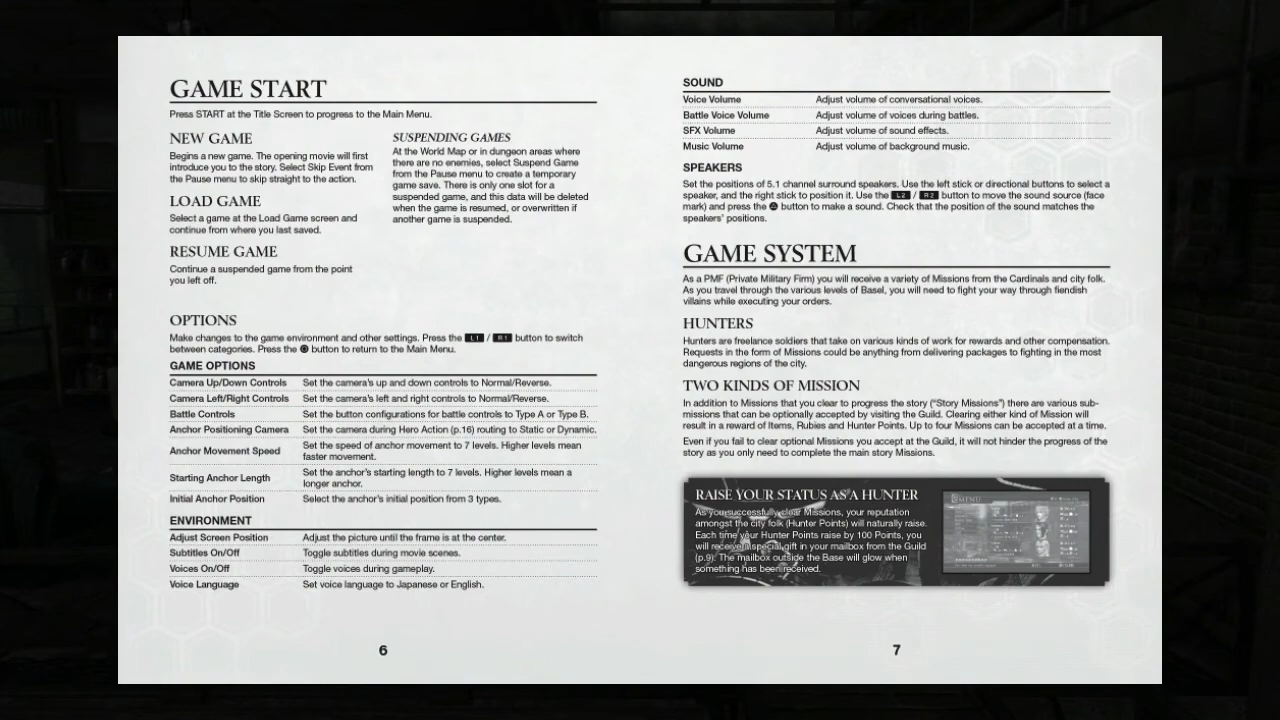 GAME START
Press START at the Title Screen to progress to the Main Menu.
NEW GAME
Begins a new game. The opening movie will first
introduce you to the story. Select Skip Event from
the Pause menu to skip straight to the action.
LOAD GAME
Select a game at the Load Game screen and
continue from where you last saved.
RESUME GAME
Continue a suspended game from the point
you left off.
SUSPENDING GAMES
At the World Map or in dungeon areas where
there are no enemies, select Suspend Game
from the Pause menu to create a temporary
game save. There is only one slot for a
suspended game, and this data will be deleted
when the game is resumed, or overwritten if
another game is suspended.
OPTIONS
Make changes to the game environment and other settings. Press the L1 / R1 button to switch
between categories. Press the button to return to the Main Menu.
GAME OPTIONS
Camera Up/Down Controls Set the camera's up and down controls to Normal/Reverse.
Camera Left/Right Controls Set the camera's left and right controls to Normal/Reverse.
Battle Controls Set the button configurations for battle controls to Type A or Type B.
Anchor Positioning Camera Set the camera during Hero Action (p.16) routing to Static or Dynamic.
Anchor Movement Speed Set the speed of anchor movement to 7 levels. Higher levels mean
faster movement.
Starting Anchor Length Set the anchor's starting length to 7 levels. Higher levels mean a
longer anchor.
Initial Anchor Position Select the anchor's initial position from 3 types.
ENVIRONMENT
Adjust Screen Position Adjust the picture until the frame is at the center.
Subtitles On/Off Toggle subtitles during movie scenes.
Voices On/Off Toggle voices during gameplay.
Voice Language Set voice language to Japanese or English.
6
SOUND
Voice Volume Adjust volume of conversational voices.
Battle Voice Volume Adjust volume of voices during battles.
SFX Volume Adjust volume of sound effects.
Music Volume Adjust volume of background music.
SPEAKERS
Set the positions of 5.1 channel surround speakers. Use the left stick or directional buttons to select a
speaker, and the right stick to position it. Use the L2 / R2 button to move the sound source (face
mark) and press the button to make a sound. Check that the position of the sound matches the
speakers' positions.
GAME SYSTEM
As a PMF (Private Military Firm) you will receive a variety of Missions from the Cardinals and city folk.
As you travel through the various levels of Basel, you will need to fight your way through fiendish
villains while executing your orders.
HUNTERS
Hunters are freelance soldiers that take on various kinds of work for rewards and other compensation.
Requests in the form of Missions could be anything from delivering packages to fighting in the most
dangerous regions of the city.
TWO KINDS OF MISSION
In addition to Missions that you clear to progress the story ("Story Missions") there are various sub-
missions that can be optionally accepted by visiting the Guild. Clearing either kind of Mission will
result in a reward of Items, Rubies and Hunter Points. Up to four Missions can be accepted at a time.
Even if you fail to clear optional Missions you accept at the Guild, it will not hinder the progress of the
story as you only need to complete the main story Missions.
RAISE YOUR STATUS AS A HUNTER
As you successfully clear Missions, your reputation
amongst the city folk (Hunter Points) will naturally raise.
Each time your Hunter Points raise by 100 Points, you
will receive a special gift in your mailbox from the Guild
(p.9). The mailbox outside the Base will glow when
something has been received.
MENU
7